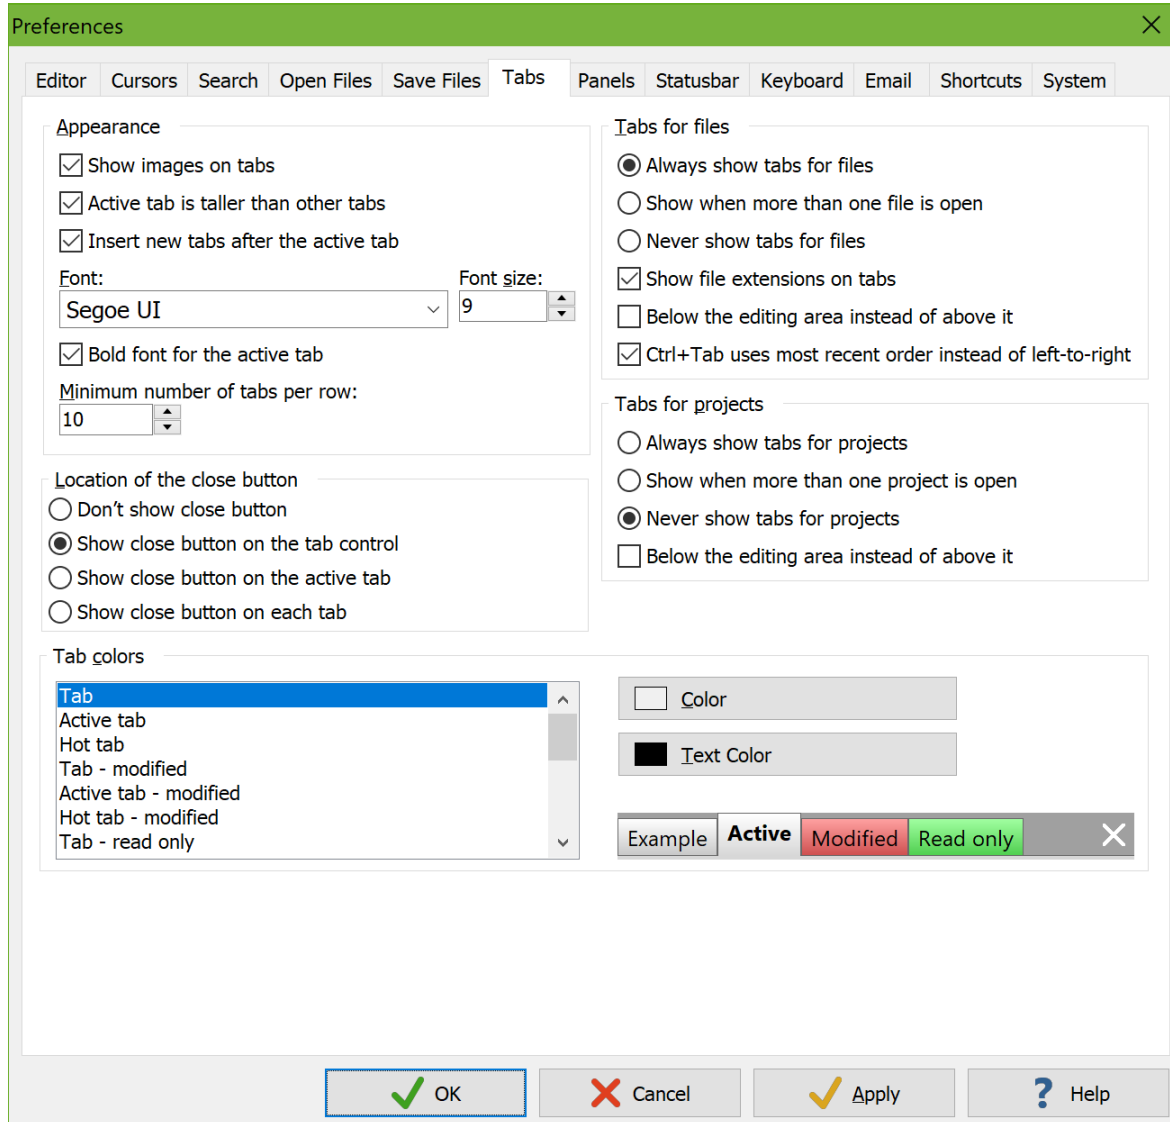 Preferences
Editor Cursors Search Open Files Save Files Tabs Panels Statusbar Keyboard Email Shortcuts System
Appearance
Show images on tabs
Active tab is taller than other tabs
Insert new tabs after the active tab
Font: Font size:
Segoe UI 9
Bold font for the active tab
Minimum number of tabs per row:
10
Location of the close button
Don't show close button
Show close button on the tab control
Show close button on the active tab
Show close button on each tab
Tabs for files
Always show tabs for files
Show when more than one file is open
Never show tabs for files
Show file extensions on tabs
Below the editing area instead of above it
Ctrl+Tab uses most recent order instead of left-to-right
Tabs for projects
Always show tabs for projects
Show when more than one project is open
Never show tabs for projects
Below the editing area instead of above it
Tab colors
Tab
Active tab
Hot tab
Tab - modified
Active tab - modified
Hot tab - modified
Tab - read only
Color
Text Color
Example Active Modified Read only
OK Cancel Apply Help